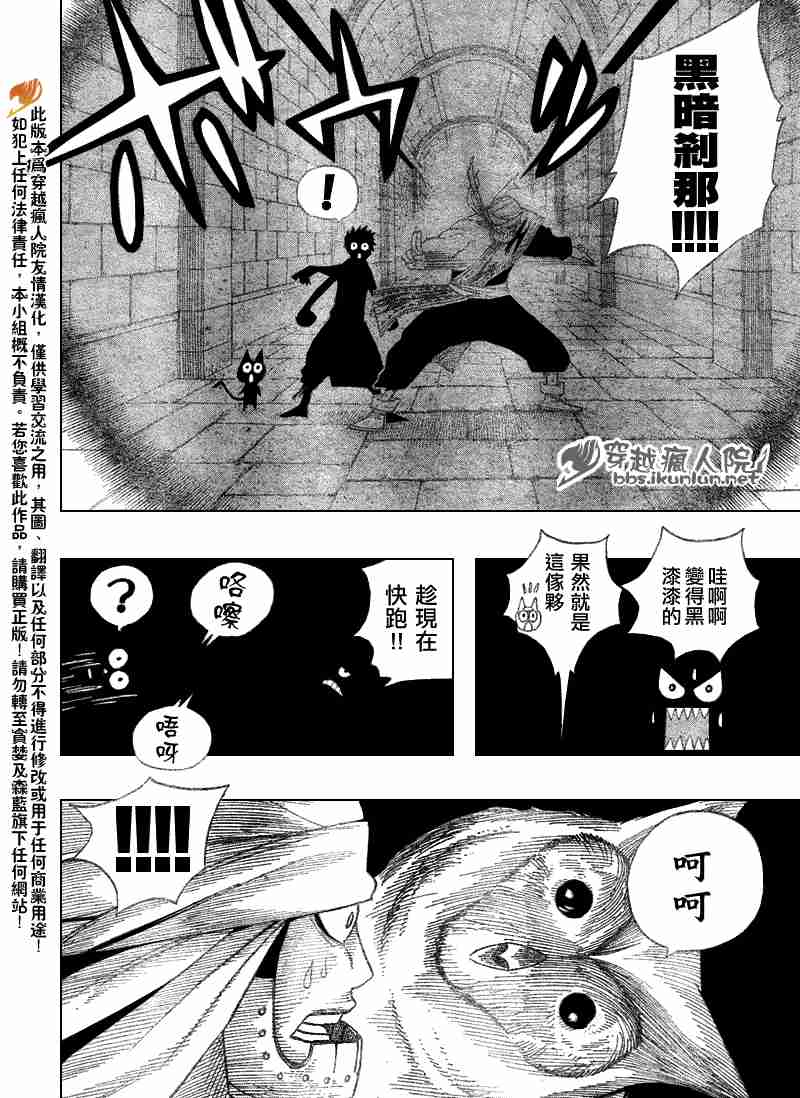 黑暗剎那!!!!
!
穿越瘋人院
bbs.ikunlun.net
哇啊啊
變得黑
漆漆的
果然就是
這傢夥
趁現在
快跑!!
咯嚓
?
唔呀
呵呵
!!!!
此版本爲穿越瘋人院友情漢化，僅供學習交流之用，其圖、翻譯以及任何部分不得進行修改或用于任何商業用途！
如犯上任何法律責任，本小組概不負責。若您喜歡此作品，請購買正版！請勿轉至貪婪及森藍旗下任何網站！